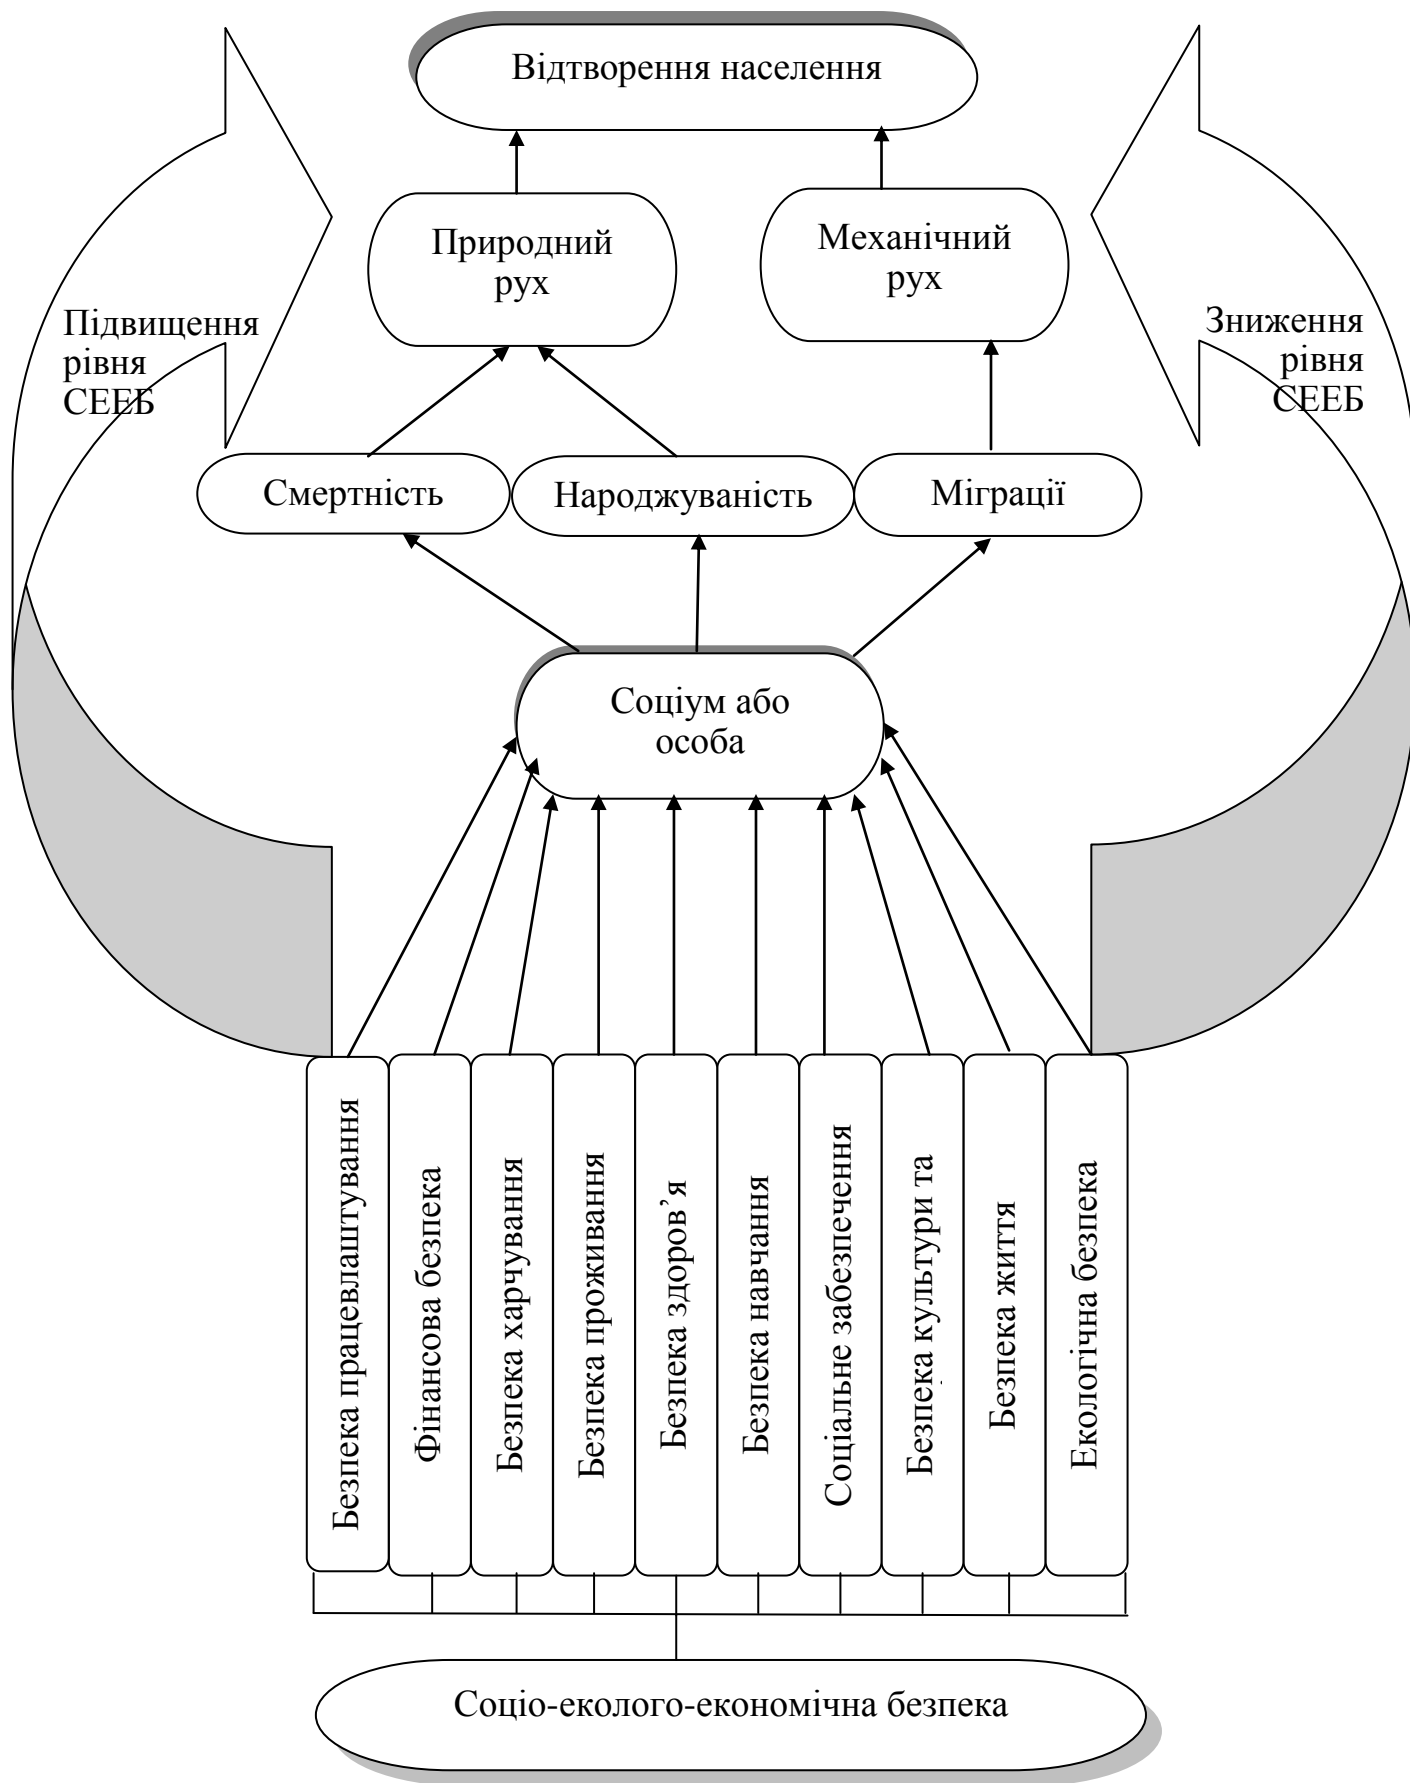 Відтворення населення
Природний
рух
Механічний
рух
Підвищення
рівня
СЕЕБ
Зниження
рівня
СЕЕБ
Смертність
Народжуваність
Міграції
Соціум або
особа
Безпека працевлаштування
Фінансова безпека
Безпека харчування
Безпека проживання
Безпека здоров’я
Безпека навчання
Соціальне забезпечення
Безпека культури та
Безпека життя
Екологічна безпека
Соціо-еколого-економічна безпека